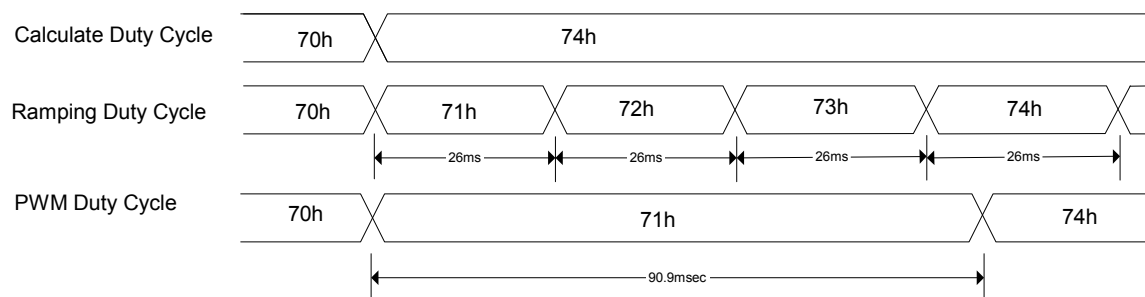 Calculate Duty Cycle 70h 74h
Ramping Duty Cycle 70h 71h 72h 73h 74h
26ms 26ms 26ms 26ms
PWM Duty Cycle 70h 71h 74h
90.9msec